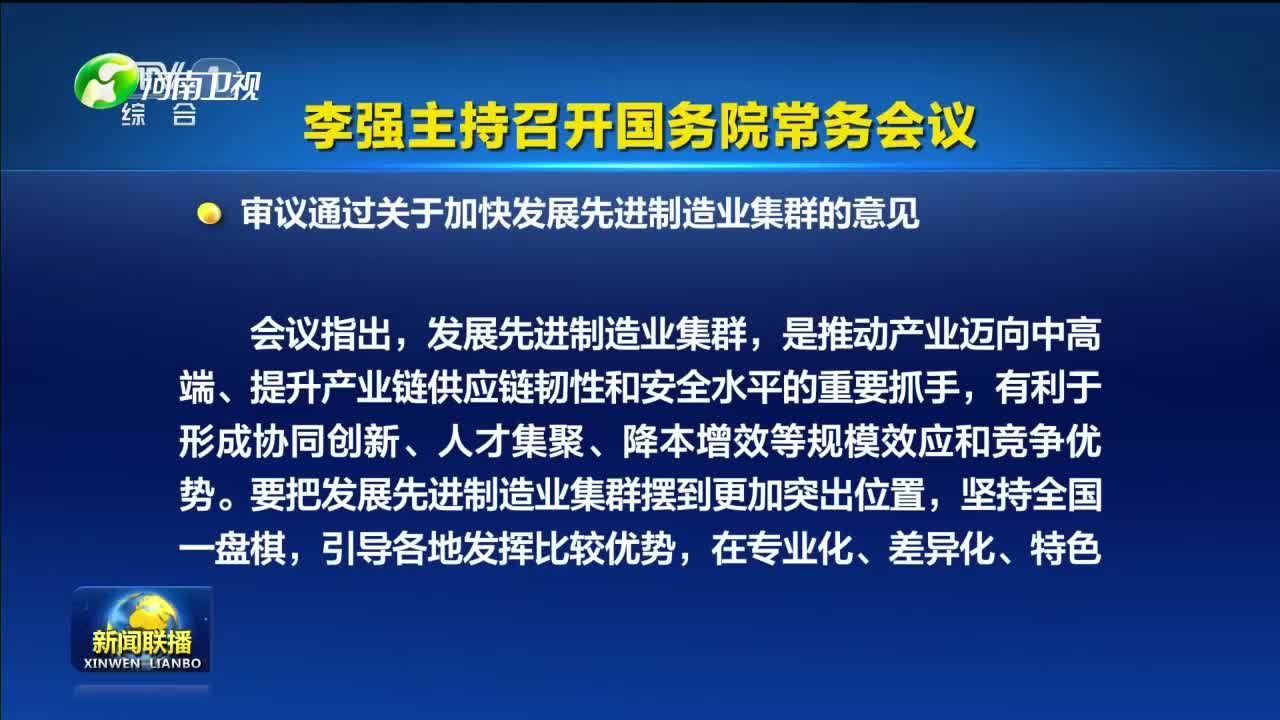 河南卫视
综合
李强主持召开国务院常务会议
审议通过关于加快发展先进制造业集群的意见
会议指出，发展先进制造业集群，是推动产业迈向中高
端、提升产业链供应链韧性和安全水平的重要抓手，有利于
形成协同创新、人才集聚、降本增效等规模效应和竞争优
势。要把发展先进制造业集群摆到更加突出位置，坚持全国
一盘棋，引导各地发挥比较优势，在专业化、差异化、特色
新闻联播
XINWEN LIANBO